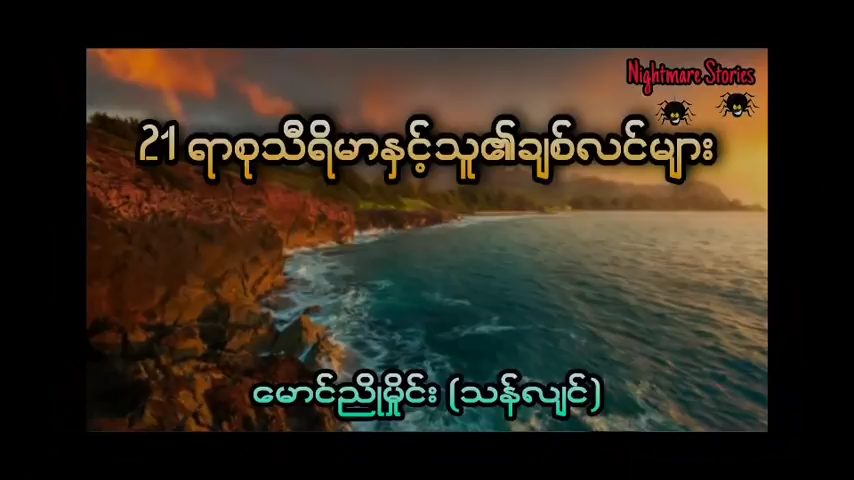 Nightmare Stories
21 ရာစုသီရိမာနှင့်သူ၏ချစ်လင်များ
မောင်ညိုမှိုင်း (သန်လျင်)